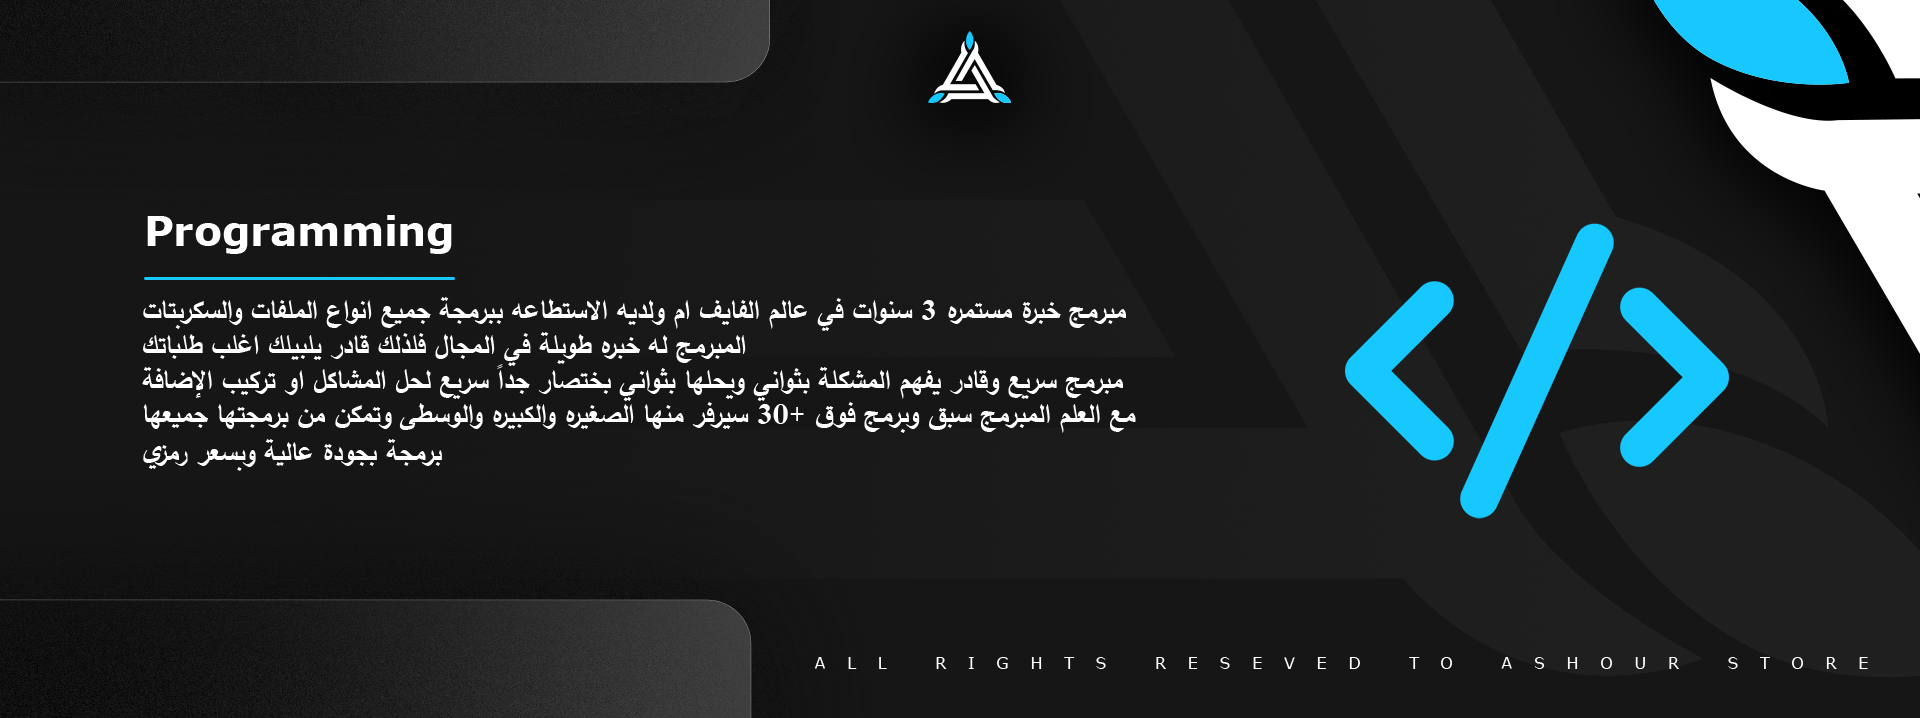 Programming
مبرمج خبرة مستمره 3 سنوات في عالم الفايف ام ولديه الاستطاعه ببرمجة جميع انواع الملفات والسكربتات
المبرمج له خبره طويلة في المجال فلذلك قادر يلبيلك اغلب طلباتك
مبرمج سريع وقادر يفهم المشكلة بثواني ويحلها بثواني بختصار جداً سريع لحل المشاكل او تركيب الإضافة
مع العلم المبرمج سبق وبرمج فوق +30 سيرفر منها الصغيره والكبيره والوسطى وتمكن من برمجتها جميعها
برمجة بجودة عالية وبسعر رمزي
ALL RIGHTS RESEVED TO ASHOUR STORE